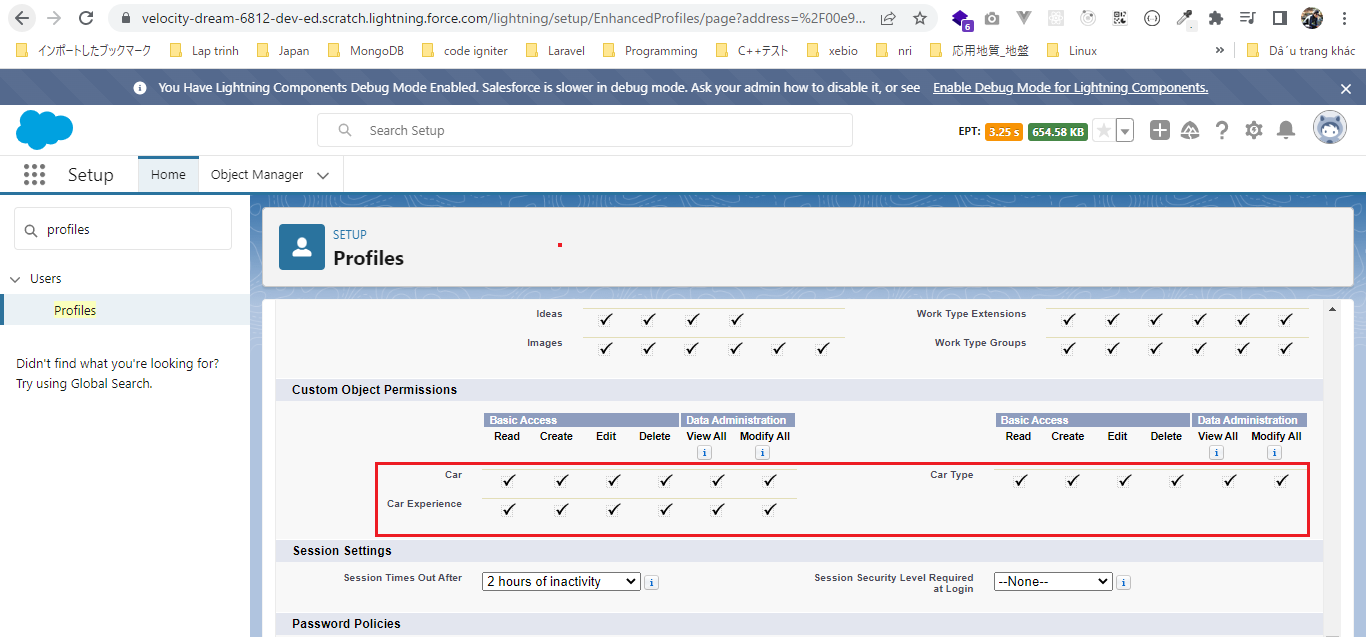 velocity-dream-6812-dev-ed.scratch.lightning.force.com/lightning/setup/EnhancedProfiles/page?address=%2F00e9...
6
インポートしたブックマーク Lap trinh Japan MongoDB code igniter Laravel Programming C++テスト xebio nri 応用地質_地盤 Linux » Dấu trang khác
You Have Lightning Components Debug Mode Enabled. Salesforce is slower in debug mode. Ask your admin how to disable it, or see Enable Debug Mode for Lightning Components.
Search Setup
EPT: 3.25 s 654.58 KB
Setup Home Object Manager
profiles
Users
Profiles
Didn't find what you're looking for?
Try using Global Search.
SETUP
Profiles
Ideas Work Type Extensions
Images Work Type Groups
Custom Object Permissions
Basic Access Data Administration Basic Access Data Administration
Read Create Edit Delete View All Modify All Read Create Edit Delete View All Modify All
i i i i
Car Car Type
Car Experience
Session Settings
Session Times Out After 2 hours of inactivity i Session Security Level Required
at Login --None-- i
Password Policies